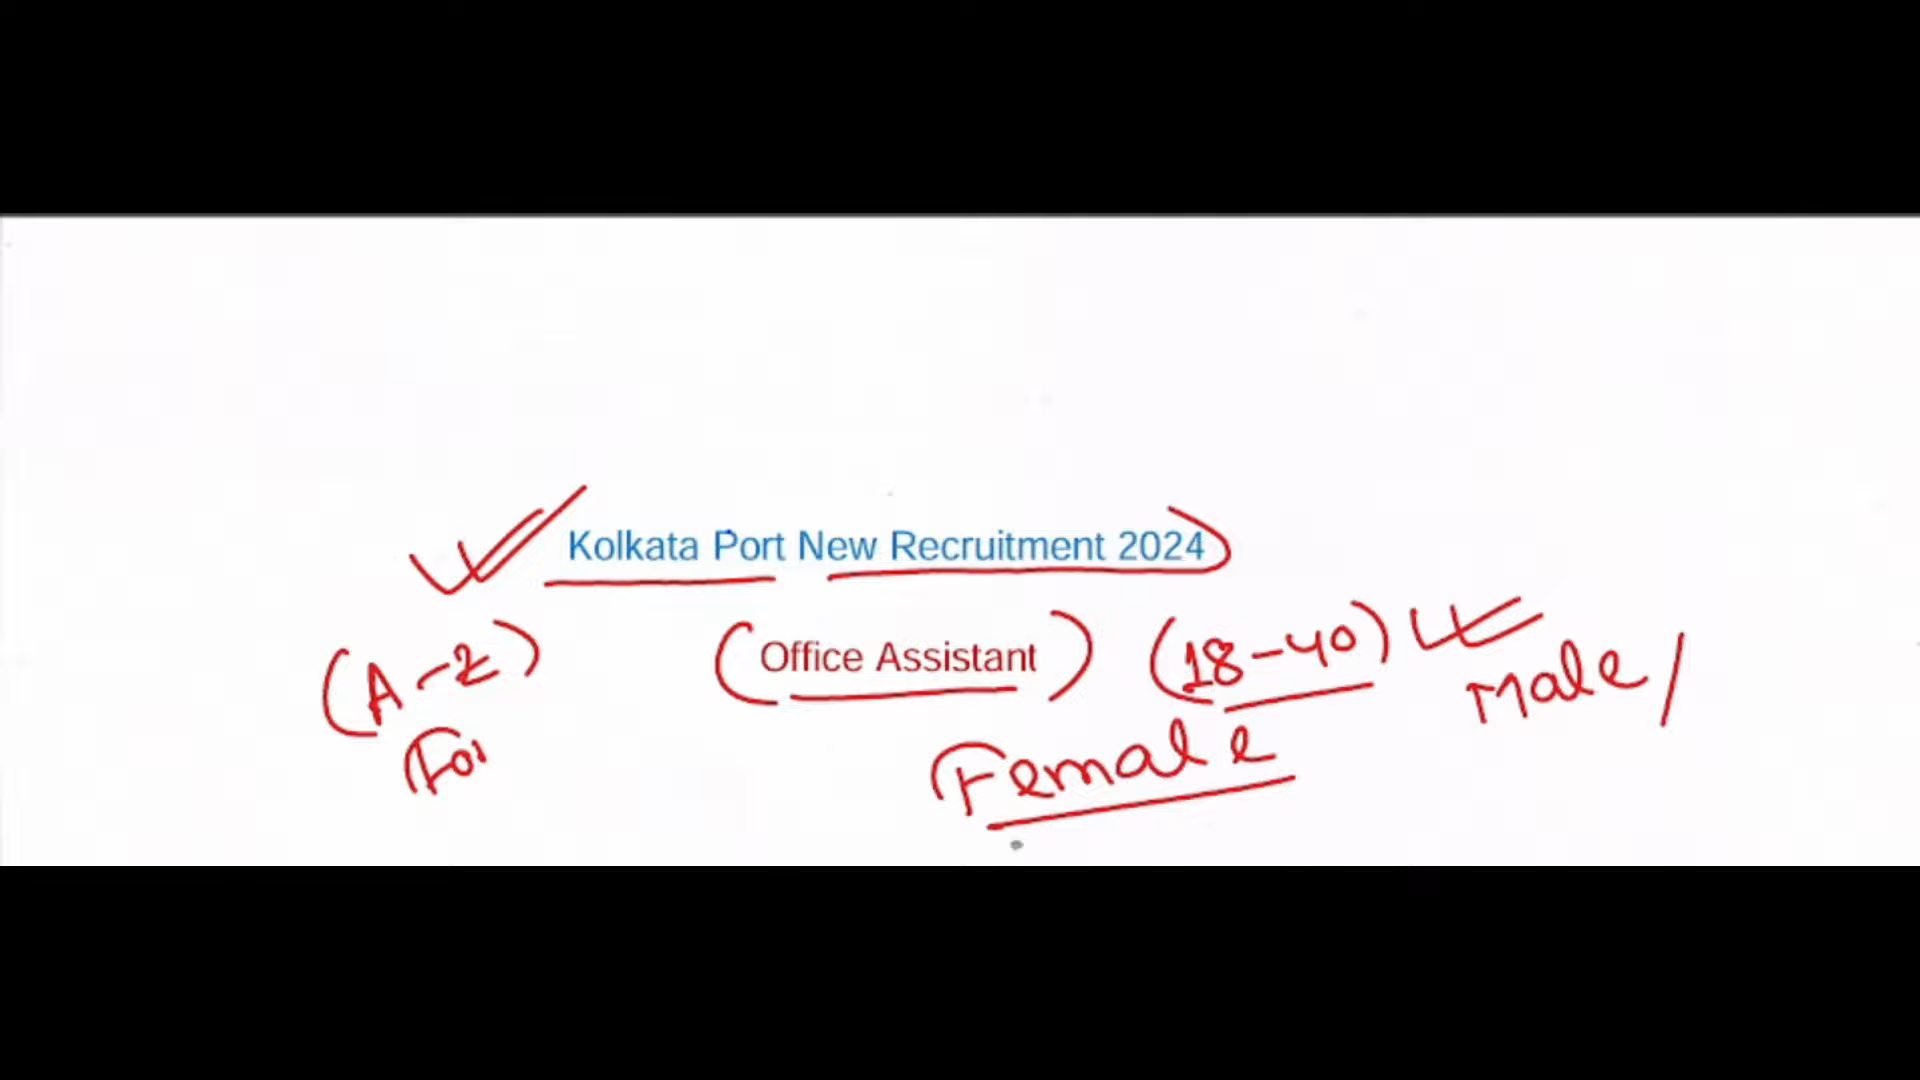 Kolkata Port New Recruitment 2024
(A-Z) (Office Assistant) (18-40) Male/
Female